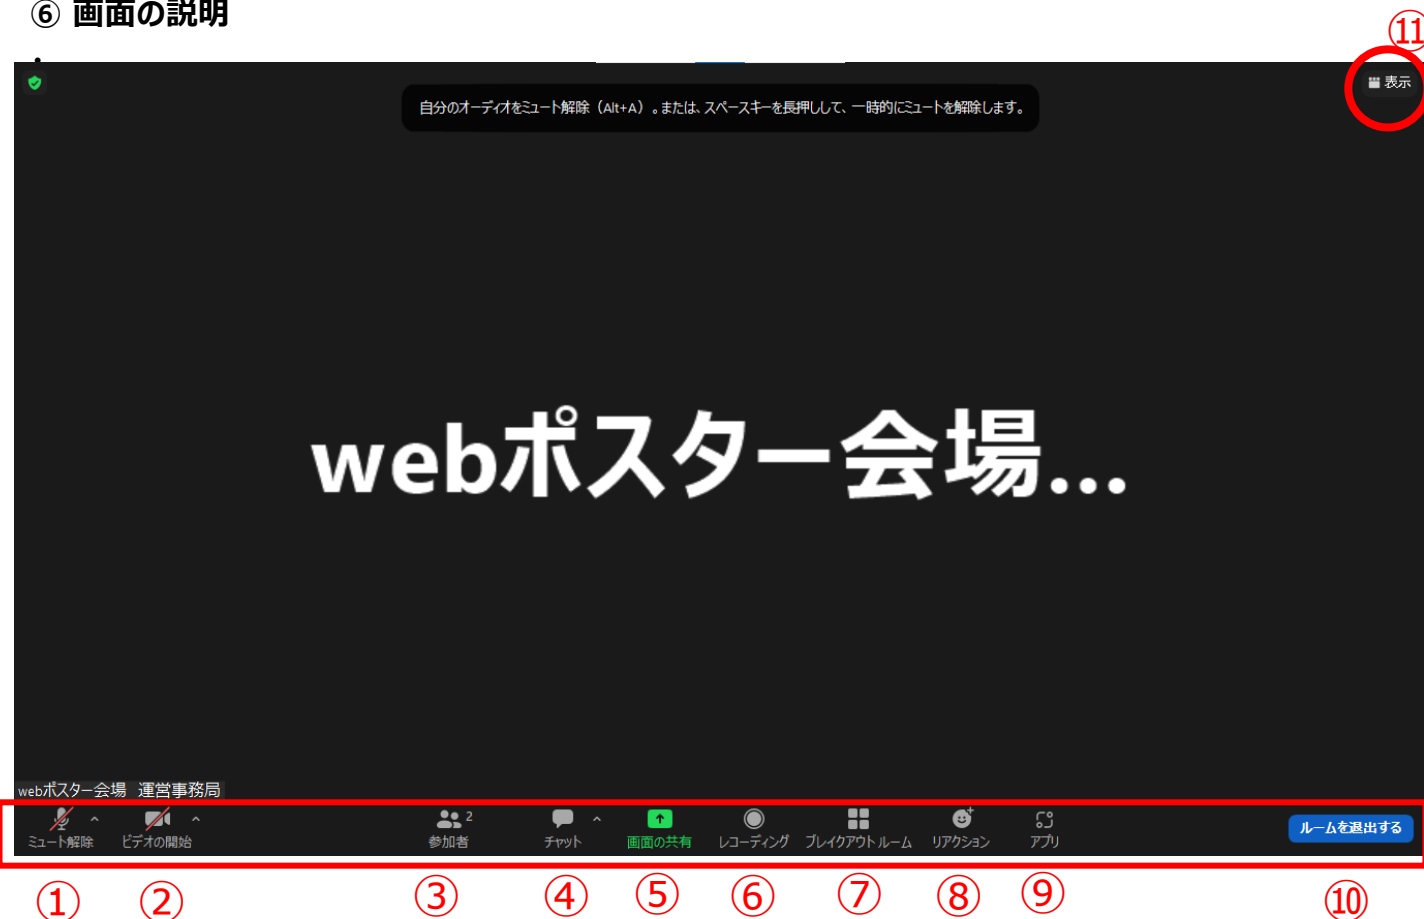 ⑥ 画面の説明
⑪
表示
自分のオーディオをミュート解除（Alt+A）。または、スペースキーを長押しして、一時的にミュートを解除します。
webポスター会場...
webポスター会場　運営事務局
ミュート解除 ビデオの開始 参加者 2 チャット 画面の共有 レコーディング ブレイクアウト ルーム リアクション アプリ ルームを退出する
① ② ③ ④ ⑤ ⑥ ⑦ ⑧ ⑨ ⑩